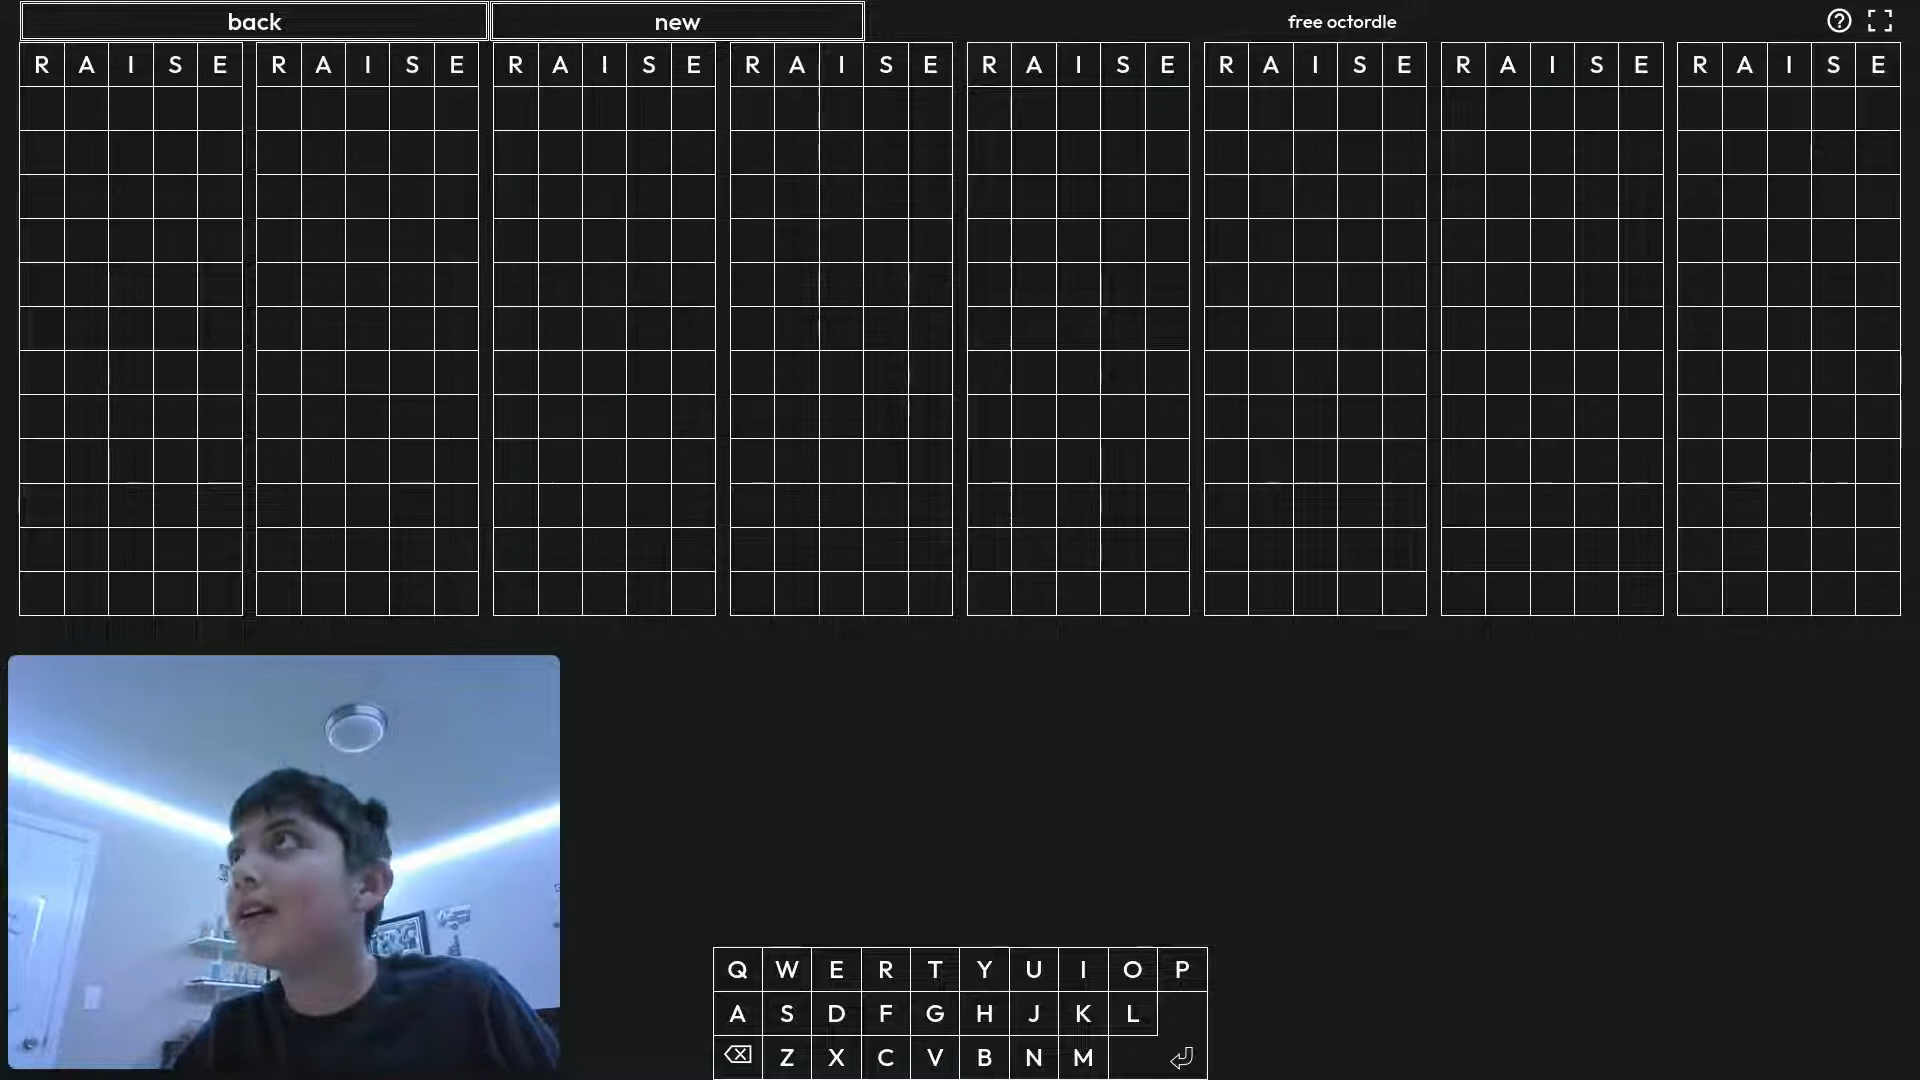 back new free octordle
R A I S E R A I S E R A I S E R A I S E R A I S E R A I S E R A I S E R A I S E
Q W E R T Y U I O P
A S D F G H J K L
Z X C V B N M